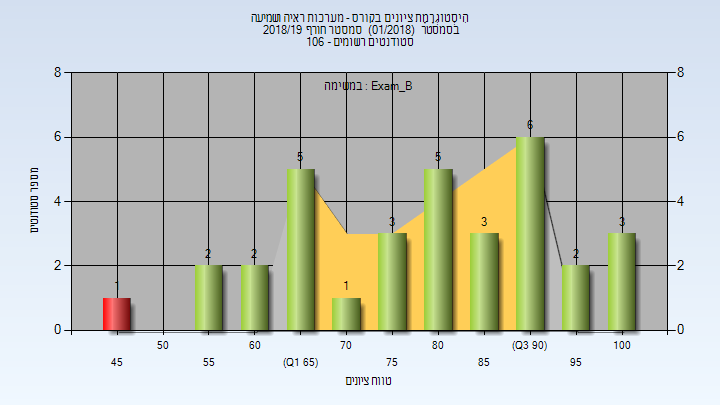 הִיסְטוֹגְרָמַת ציונים בקורס - מערכות ראיה ושמיעה
בסמסטר (01/2018) סמסטר חורף 2018/19
סטודנטים רשומים - 106
במשימה : Exam_B
מספר סטודנטים
8 8
6 6
4 4
2 2
0 0
1 2 2 5 1 3 5 3 6 2 3
50 60 70 80 (Q3 90) 100
45 55 (Q1 65) 75 85 95
טווח ציונים